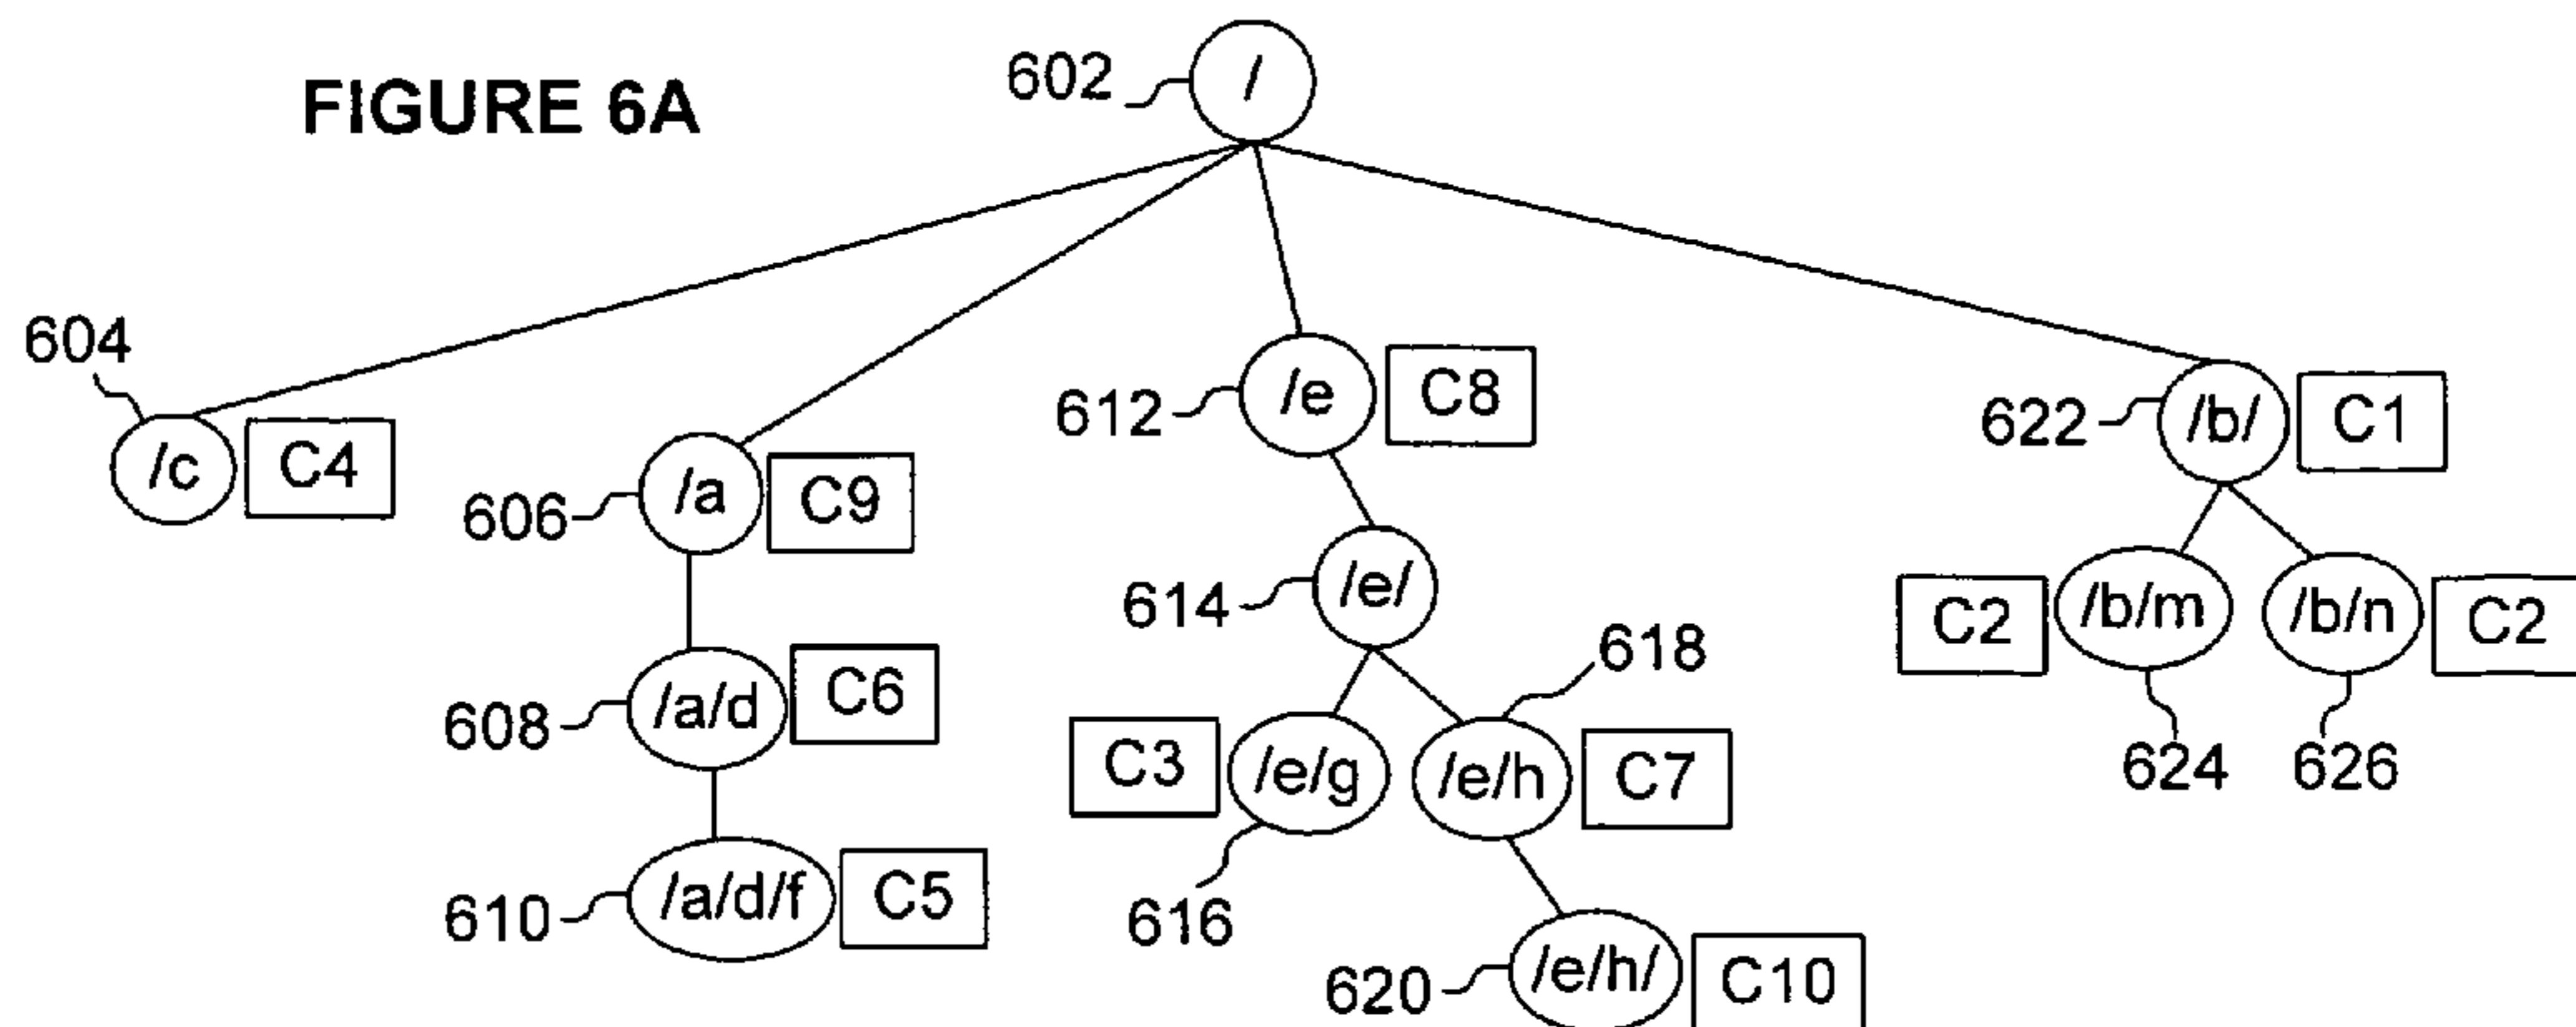 FIGURE 6A
602 /
604
/c C4
606 /a C9
608 /a/d C6
610 /a/d/f C5
612 /e C8
614 /e/
C3 /e/g
616
618
/e/h C7
620 /e/h/ C10
622 /b/ C1
C2 /b/m
624
/b/n C2
626